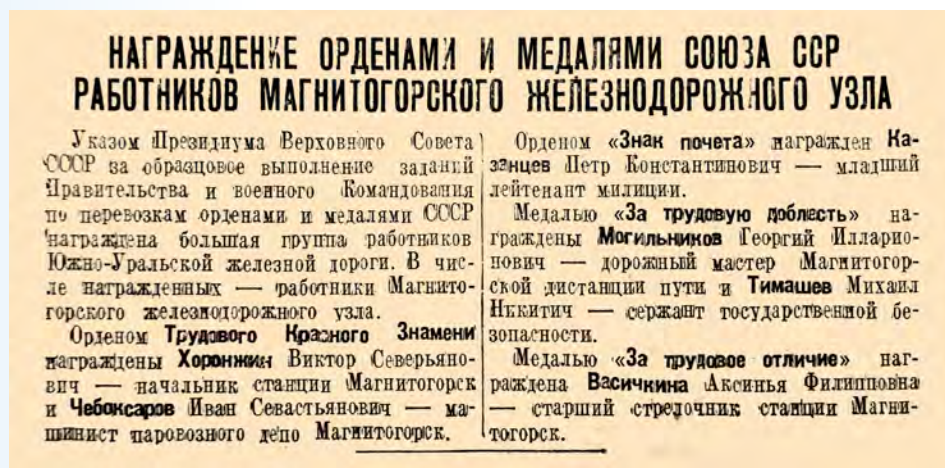 НАГРАЖДЕНИЕ ОРДЕНАМИ И МЕДАЛЯМИ СОЮЗА ССР
РАБОТНИКОВ МАГНИТОГОРСКОГО ЖЕЛЕЗНОДОРОЖНОГО УЗЛА
Указом Президиума Верховного Совета
СССР за образцовое выполнение заданий
Правительства и военного Командования
по перевозкам орденами и медалями СССР
награждена большая группа работников
Южно-Уральской железной дороги. В чис-
ле награжденных — работники Магнито-
горского железнодорожного узла.
Орденом Трудового Красного Знамени
награждены Хоронжин Виктор Северьяно-
вич — начальник станции Магнитогорск
и Чебоксаров Иван Севастьянович — ма-
шинист паровозного депо Магнитогорск.
Орденом «Знак почета» награжден Ка-
занцев Петр Константинович — младший
лейтенант милиции.
Медалью «За трудовую доблесть» на-
граждены Могильников Георгий Илларио-
нович — дорожный мастер Магнитогор-
ской дистанции пути и Тимашев Михаил
Никитич — сержант государственной бе-
зопасности.
Медалью «За трудовое отличие» наг-
раждена Васичкина Аксинья Филипповна
— старший стрелочник станции Магни-
тогорск.